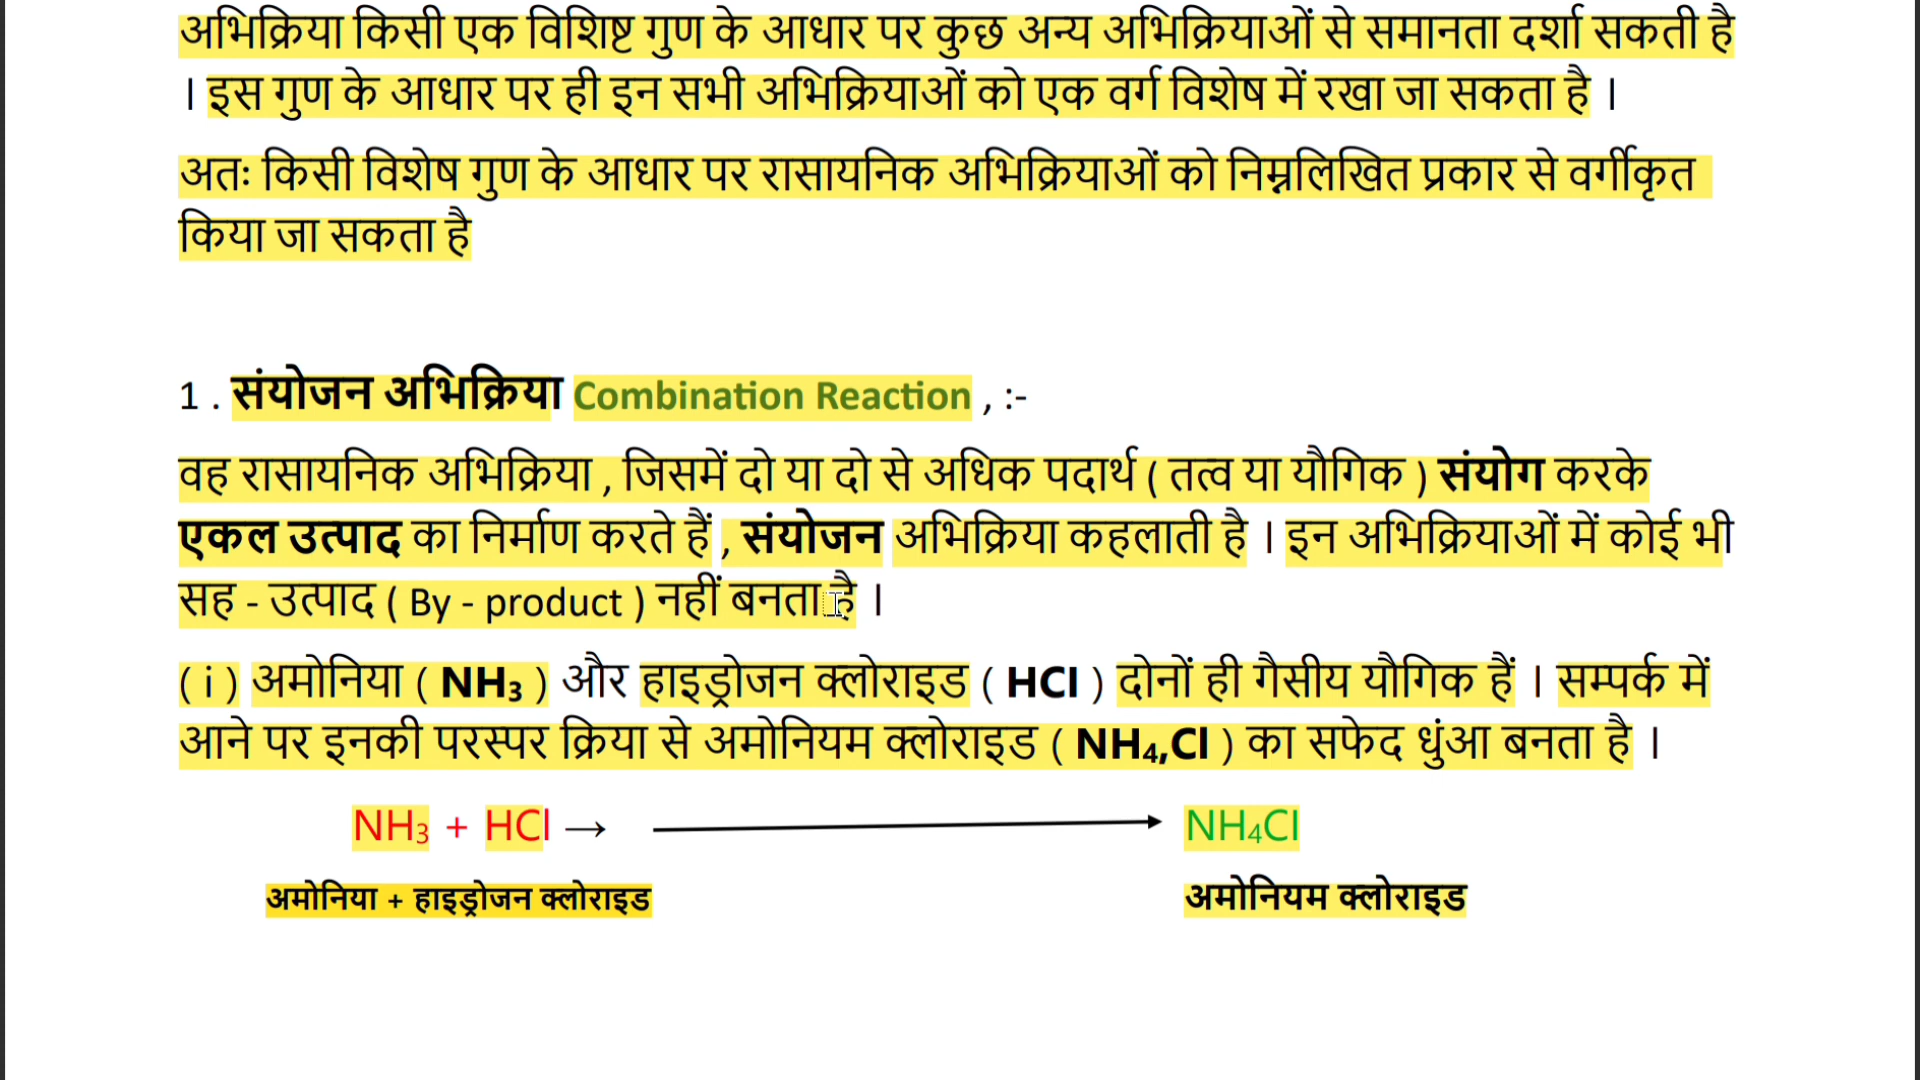 अभिक्रिया किसी एक विशिष्ट गुण के आधार पर कुछ अन्य अभिक्रियाओं से समानता दर्शा सकती है
। इस गुण के आधार पर ही इन सभी अभिक्रियाओं को एक वर्ग विशेष में रखा जा सकता है ।
अतः किसी विशेष गुण के आधार पर रासायनिक अभिक्रियाओं को निम्नलिखित प्रकार से वर्गीकृत
किया जा सकता है
1 . संयोजन अभिक्रिया Combination Reaction , :-
वह रासायनिक अभिक्रिया , जिसमें दो या दो से अधिक पदार्थ ( तत्व या यौगिक ) संयोग करके
एकल उत्पाद का निर्माण करते हैं , संयोजन अभिक्रिया कहलाती है । इन अभिक्रियाओं में कोई भी
सह - उत्पाद ( By - product ) नहीं बनता है ।
( i ) अमोनिया ( NH₃ ) और हाइड्रोजन क्लोराइड ( HCl ) दोनों ही गैसीय यौगिक हैं । सम्पर्क में
आने पर इनकी परस्पर क्रिया से अमोनियम क्लोराइड ( NH₄,Cl ) का सफेद धुंआ बनता है ।
NH₃ + HCl → NH₄Cl
अमोनिया + हाइड्रोजन क्लोराइड अमोनियम क्लोराइड